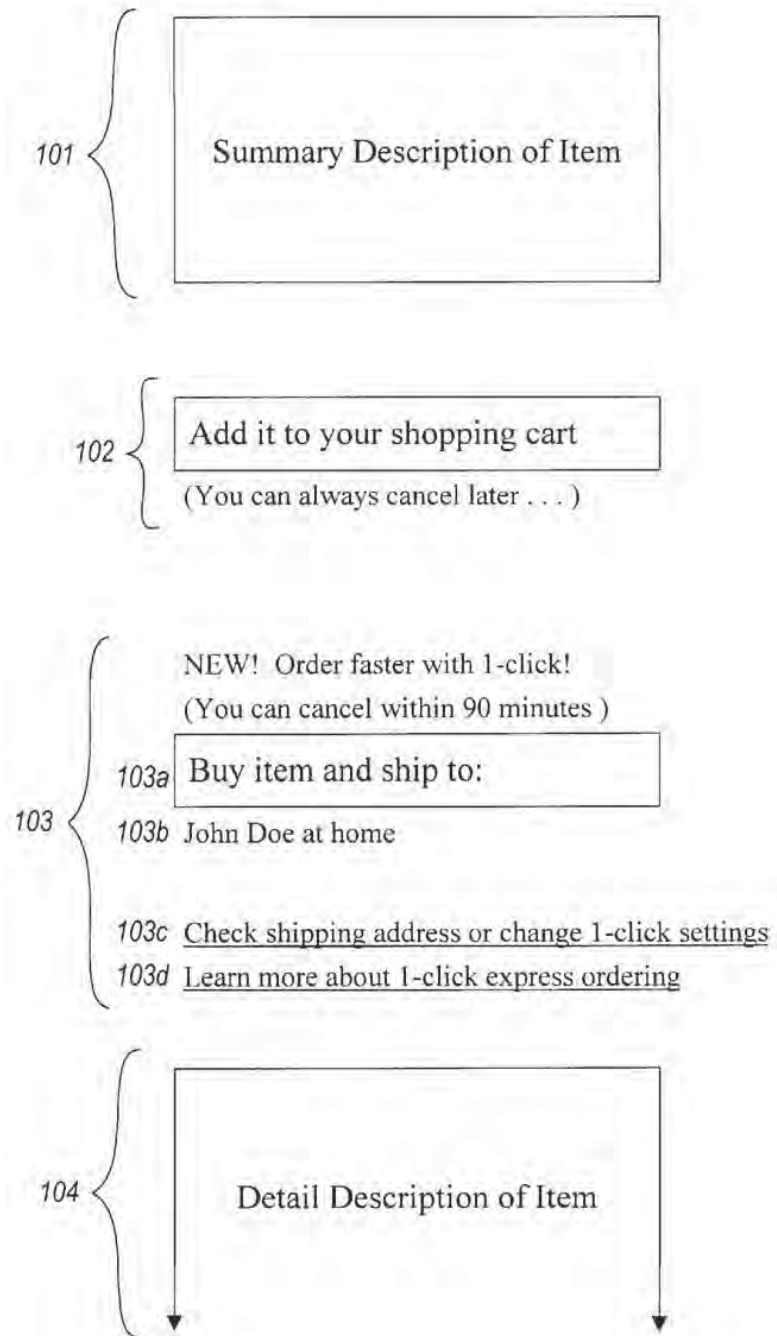 101 Summary Description of Item
102 Add it to your shopping cart
(You can always cancel later . . . )
103
NEW! Order faster with 1-click!
(You can cancel within 90 minutes )
103a Buy item and ship to:
103b John Doe at home
103c Check shipping address or change 1-click settings
103d Learn more about 1-click express ordering
104 Detail Description of Item